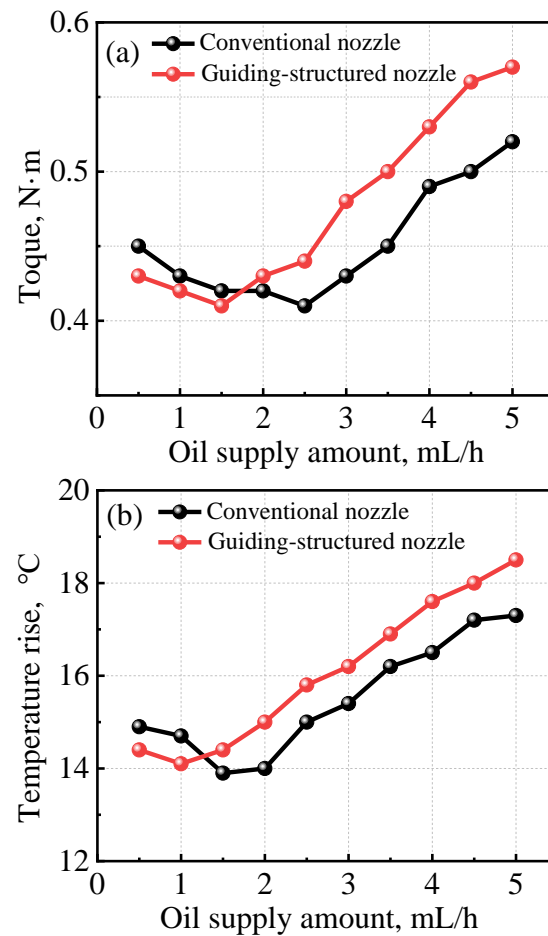 0.6
(a)
Conventional nozzle
Guiding-structured nozzle
0.5
0.4
Toque, N·m
0 1 2 3 4 5
Oil supply amount, mL/h
20
(b)
Conventional nozzle
Guiding-structured nozzle
18
16
14
12
Temperature rise, °C
0 1 2 3 4 5
Oil supply amount, mL/h